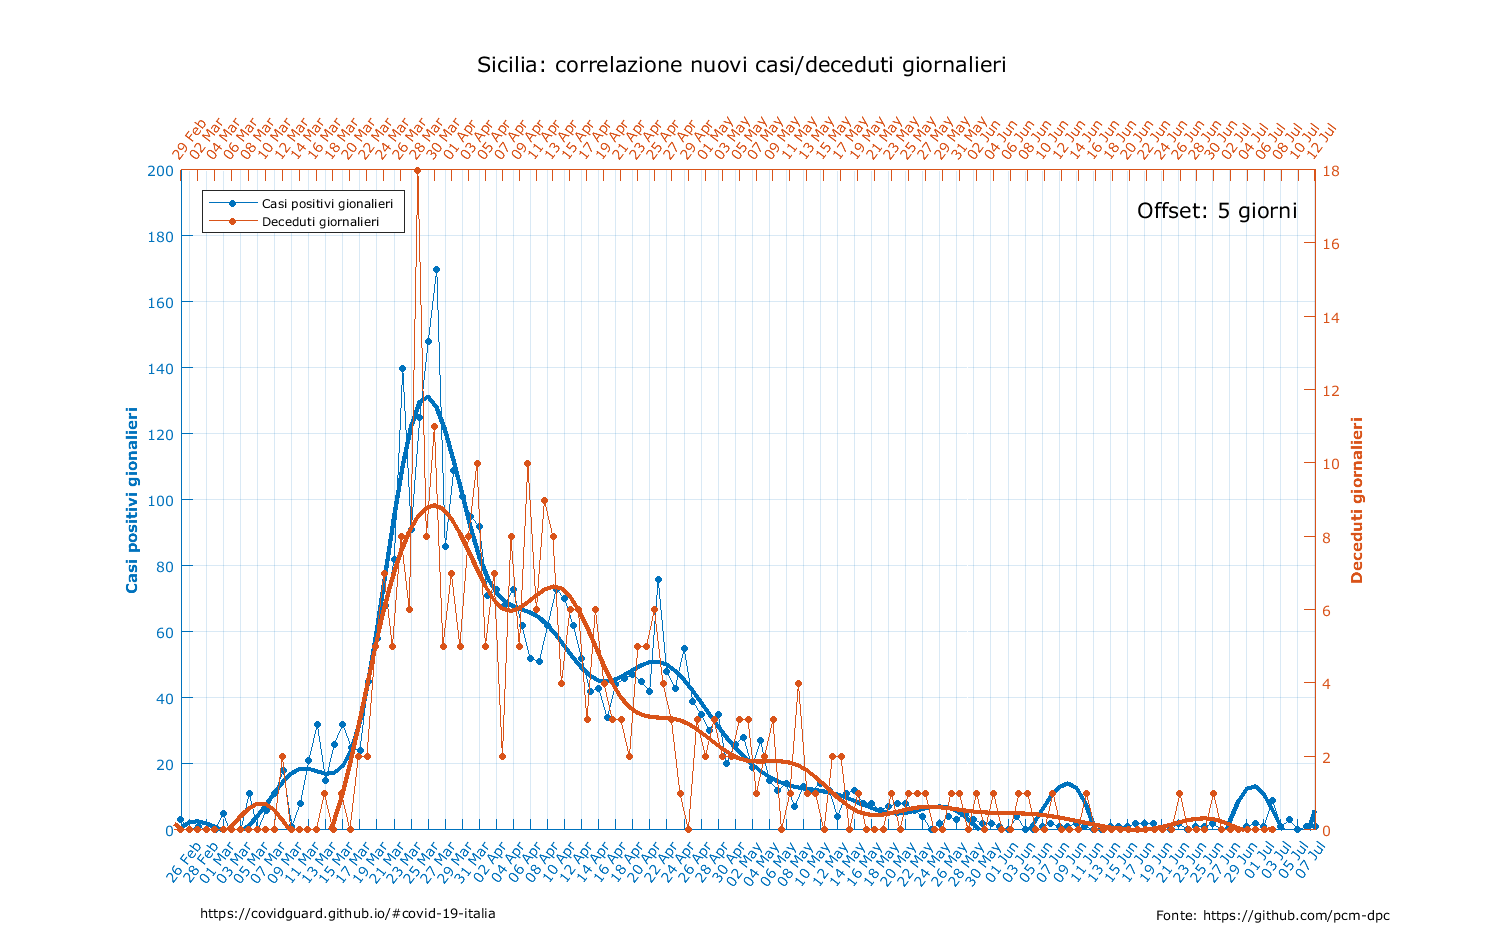 Sicilia: correlazione nuovi casi/deceduti giornalieri
29 Feb 02 Mar 04 Mar 06 Mar 08 Mar 10 Mar 12 Mar 14 Mar 16 Mar 18 Mar 20 Mar 22 Mar 24 Mar 26 Mar 28 Mar 30 Mar 01 Apr 03 Apr 05 Apr 07 Apr 09 Apr 11 Apr 13 Apr 15 Apr 17 Apr 19 Apr 21 Apr 23 Apr 25 Apr 27 Apr 29 Apr 01 May 03 May 05 May 07 May 09 May 11 May 13 May 15 May 17 May 19 May 21 May 23 May 25 May 27 May 29 May 31 May 02 Jun 04 Jun 06 Jun 08 Jun 10 Jun 12 Jun 14 Jun 16 Jun 18 Jun 20 Jun 22 Jun 24 Jun 26 Jun 28 Jun 30 Jun 02 Jul 04 Jul 06 Jul 08 Jul 10 Jul 12 Jul
Casi positivi gionalieri
Deceduti giornalieri
Offset: 5 giorni
200
180
160
140
120
100
80
60
40
20
0
Casi positivi gionalieri
18
16
14
12
10
8
6
4
2
0
Deceduti giornalieri
26 Feb 28 Feb 01 Mar 03 Mar 05 Mar 07 Mar 09 Mar 11 Mar 13 Mar 15 Mar 17 Mar 19 Mar 21 Mar 23 Mar 25 Mar 27 Mar 29 Mar 31 Mar 02 Apr 04 Apr 06 Apr 08 Apr 10 Apr 12 Apr 14 Apr 16 Apr 18 Apr 20 Apr 22 Apr 24 Apr 26 Apr 28 Apr 30 Apr 02 May 04 May 06 May 08 May 10 May 12 May 14 May 16 May 18 May 20 May 22 May 24 May 26 May 28 May 30 May 01 Jun 03 Jun 05 Jun 07 Jun 09 Jun 11 Jun 13 Jun 15 Jun 17 Jun 19 Jun 21 Jun 23 Jun 25 Jun 27 Jun 29 Jun 01 Jul 03 Jul 05 Jul 07 Jul
https://covidguard.github.io/#covid-19-italia
Fonte: https://github.com/pcm-dpc